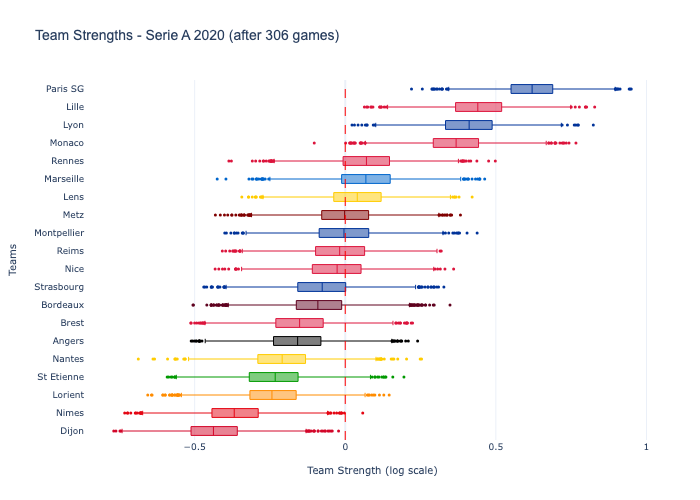 Team Strengths - Serie A 2020 (after 306 games)
Paris SG
Lille
Lyon
Monaco
Rennes
Marseille
Lens
Metz
Montpellier
Reims
Nice
Strasbourg
Bordeaux
Brest
Angers
Nantes
St Etienne
Lorient
Nimes
Dijon
Teams
−0.5 0 0.5 1
Team Strength (log scale)